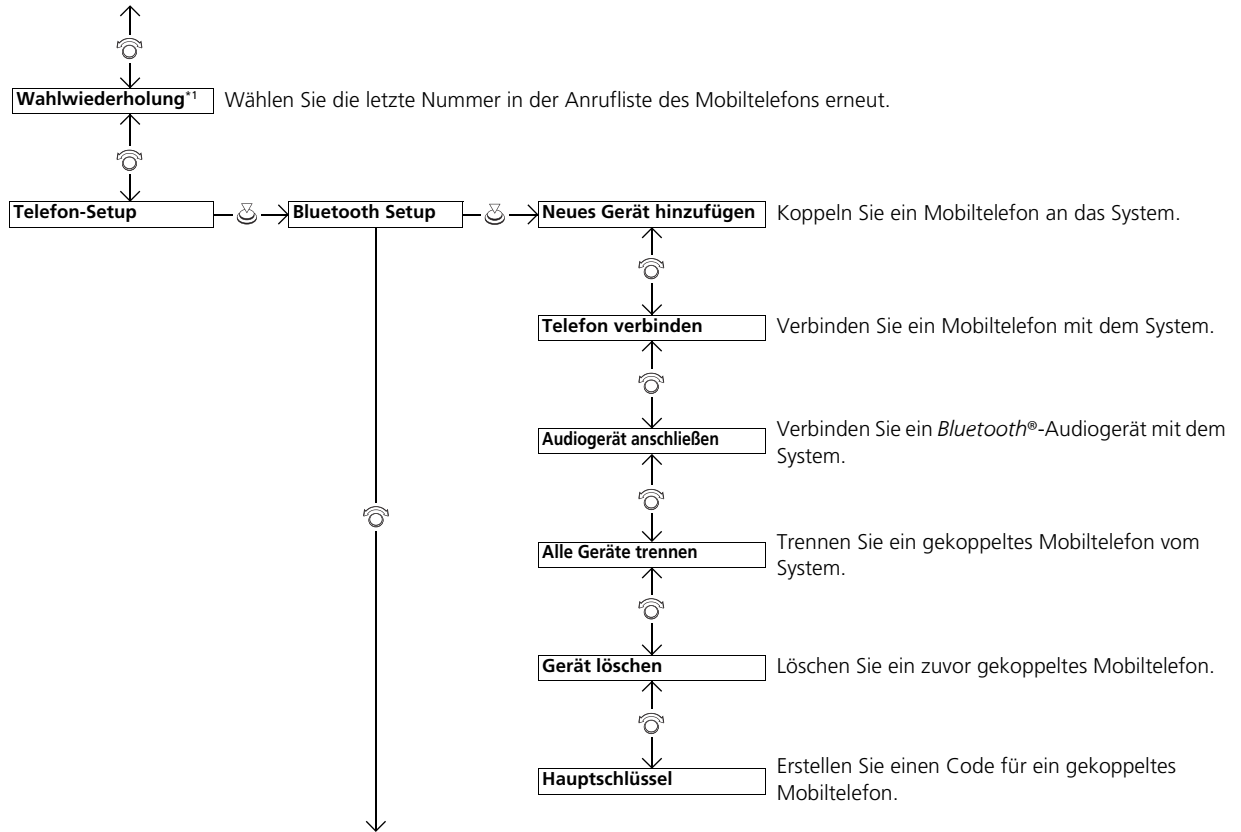 Wahlwiederholung*1 Wählen Sie die letzte Nummer in der Anrufliste des Mobiltelefons erneut.
Telefon-Setup Bluetooth Setup Neues Gerät hinzufügen Koppeln Sie ein Mobiltelefon an das System.
Telefon verbinden Verbinden Sie ein Mobiltelefon mit dem System.
Audiogerät anschließen Verbinden Sie ein Bluetooth®-Audiogerät mit dem
System.
Alle Geräte trennen Trennen Sie ein gekoppeltes Mobiltelefon vom
System.
Gerät löschen Löschen Sie ein zuvor gekoppeltes Mobiltelefon.
Hauptschlüssel Erstellen Sie einen Code für ein gekoppeltes
Mobiltelefon.